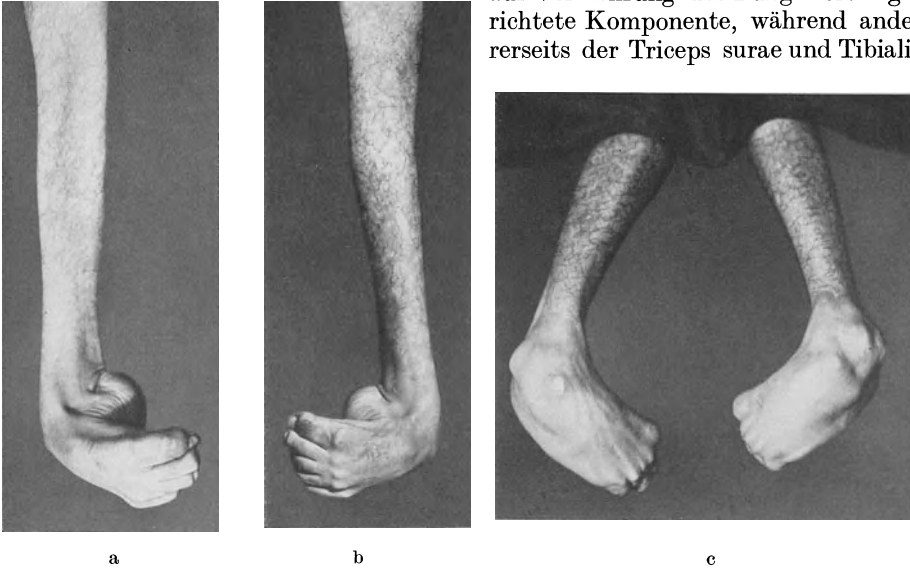 richtete Komponente, während ande
rerseits der Triceps surae und Tibiali
a
b
c